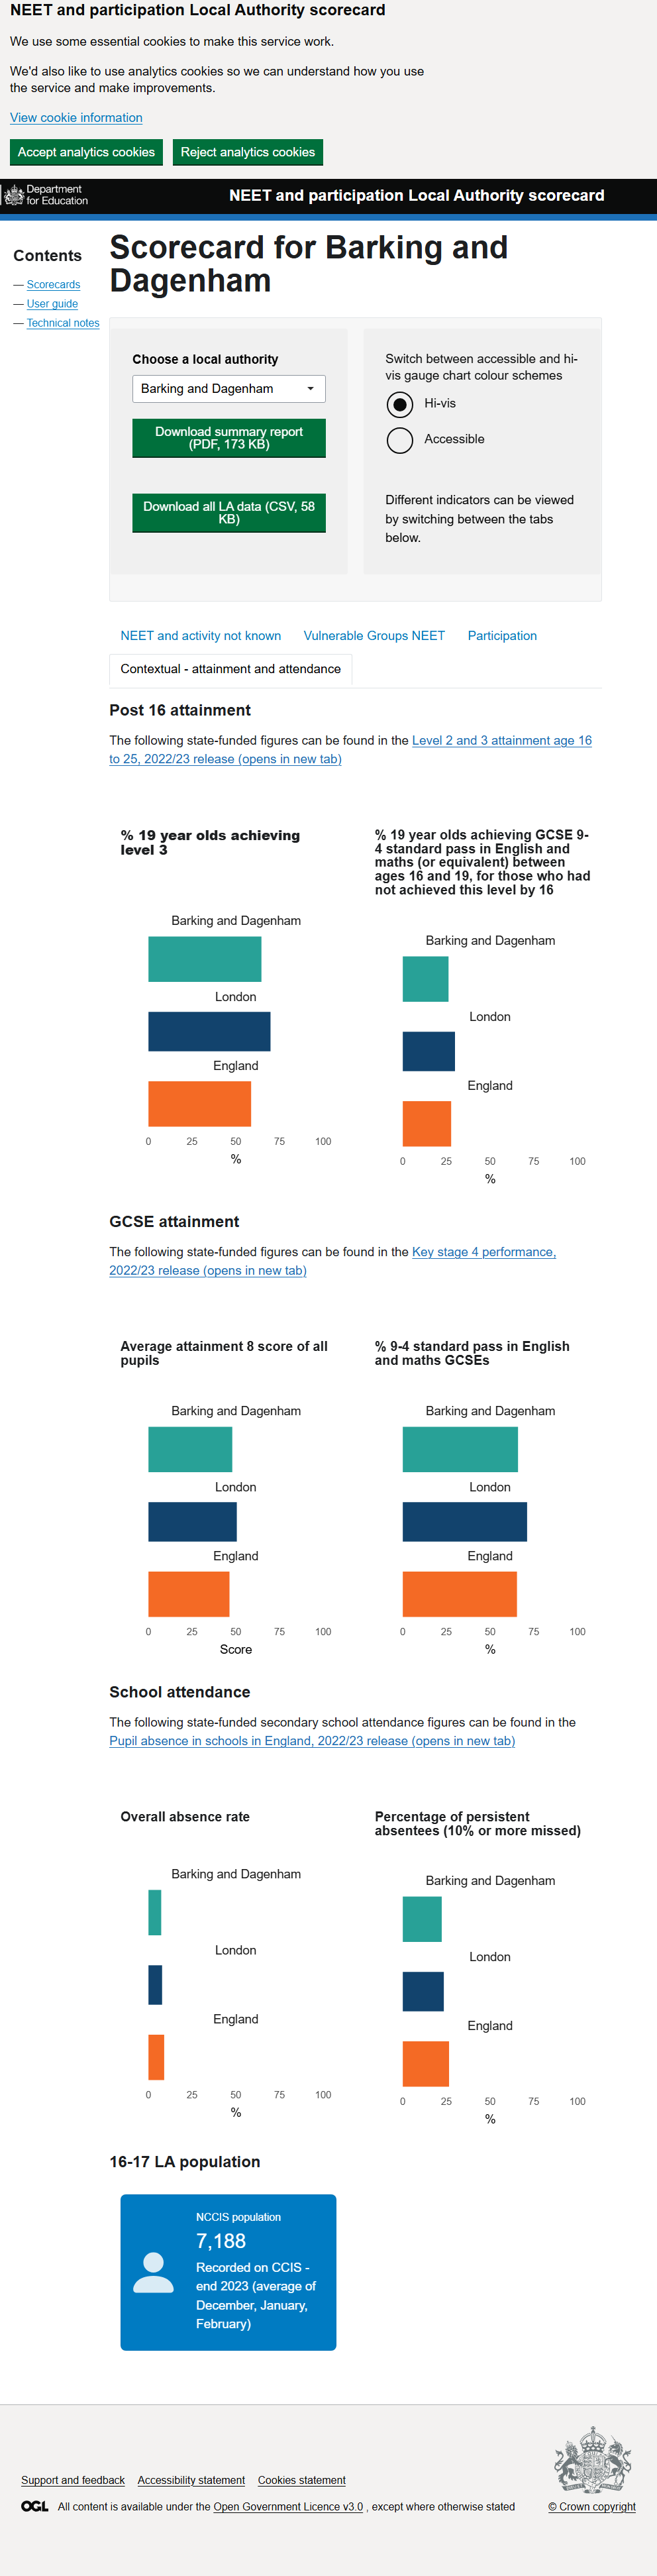 NEET and participation Local Authority scorecard
We use some essential cookies to make this service work.
We'd also like to use analytics cookies so we can understand how you use
the service and make improvements.
View cookie information
Accept analytics cookies
Reject analytics cookies
Department
for Education
NEET and participation Local Authority scorecard
Contents
— Scorecards
— User guide
— Technical notes
Scorecard for Barking and
Dagenham
Choose a local authority
Barking and Dagenham
Download summary report
(PDF, 173 KB)
Download all LA data (CSV, 58
KB)
Switch between accessible and hi-
vis gauge chart colour schemes
Hi-vis
Accessible
Different indicators can be viewed
by switching between the tabs
below.
NEET and activity not known
Vulnerable Groups NEET
Participation
Contextual - attainment and attendance
Post 16 attainment
The following state-funded figures can be found in the Level 2 and 3 attainment age 16
to 25, 2022/23 release (opens in new tab)
% 19 year olds achieving
level 3
Barking and Dagenham
London
England
0 25 50 75 100
%
% 19 year olds achieving GCSE 9-
4 standard pass in English and
maths (or equivalent) between
ages 16 and 19, for those who had
not achieved this level by 16
Barking and Dagenham
London
England
0 25 50 75 100
%
GCSE attainment
The following state-funded figures can be found in the Key stage 4 performance,
2022/23 release (opens in new tab)
Average attainment 8 score of all
pupils
Barking and Dagenham
London
England
0 25 50 75 100
Score
% 9-4 standard pass in English
and maths GCSEs
Barking and Dagenham
London
England
0 25 50 75 100
%
School attendance
The following state-funded secondary school attendance figures can be found in the
Pupil absence in schools in England, 2022/23 release (opens in new tab)
Overall absence rate
Barking and Dagenham
London
England
0 25 50 75 100
%
Percentage of persistent
absentees (10% or more missed)
Barking and Dagenham
London
England
0 25 50 75 100
%
16-17 LA population
NCCIS population
7,188
Recorded on CCIS -
end 2023 (average of
December, January,
February)
Support and feedback
Accessibility statement
Cookies statement
OGL
All content is available under the Open Government Licence v3.0 , except where otherwise stated
© Crown copyright